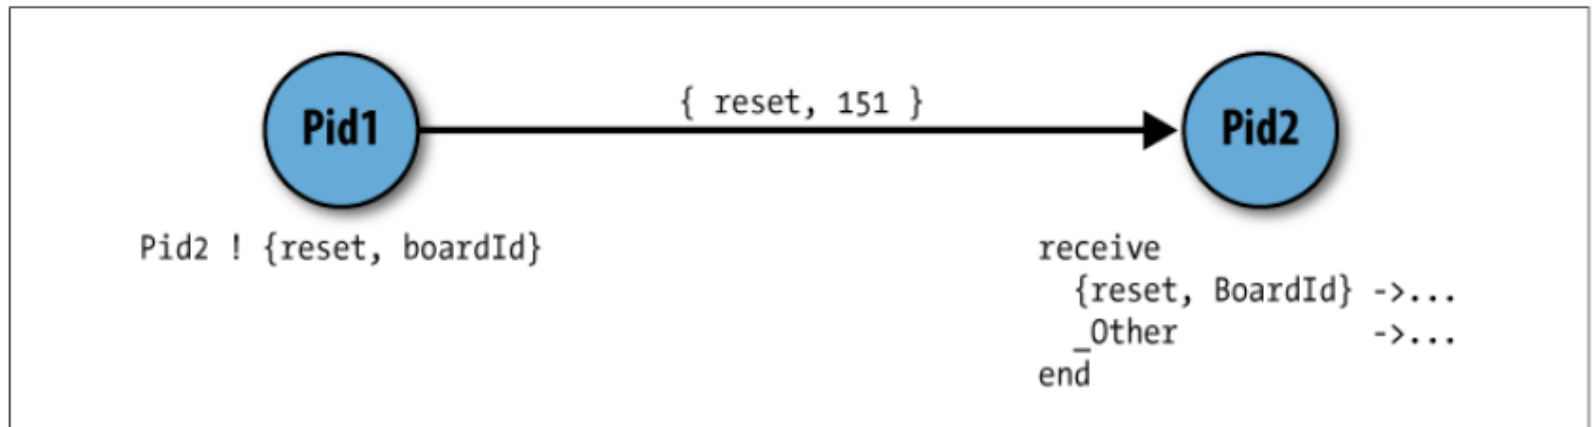 { reset, 151 }
Pid1
Pid2
Pid2 ! {reset, boardId}
receive
{reset, BoardId} ->...
_Other ->...
end